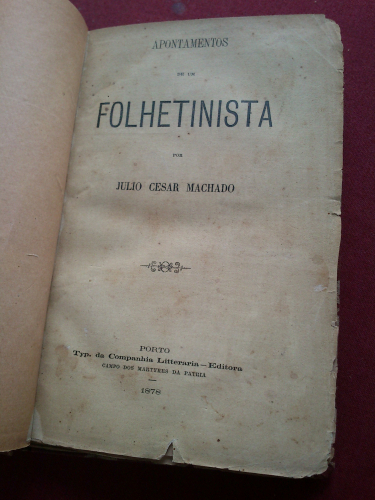 APONTAMENTOS
DE UM
FOLHETINISTA
POR
JULIO CESAR MACHADO
PORTO
Typ. da Companhia Litteraria—Editora
CAMPO DOS MARTYRES DA PATRIA
1878